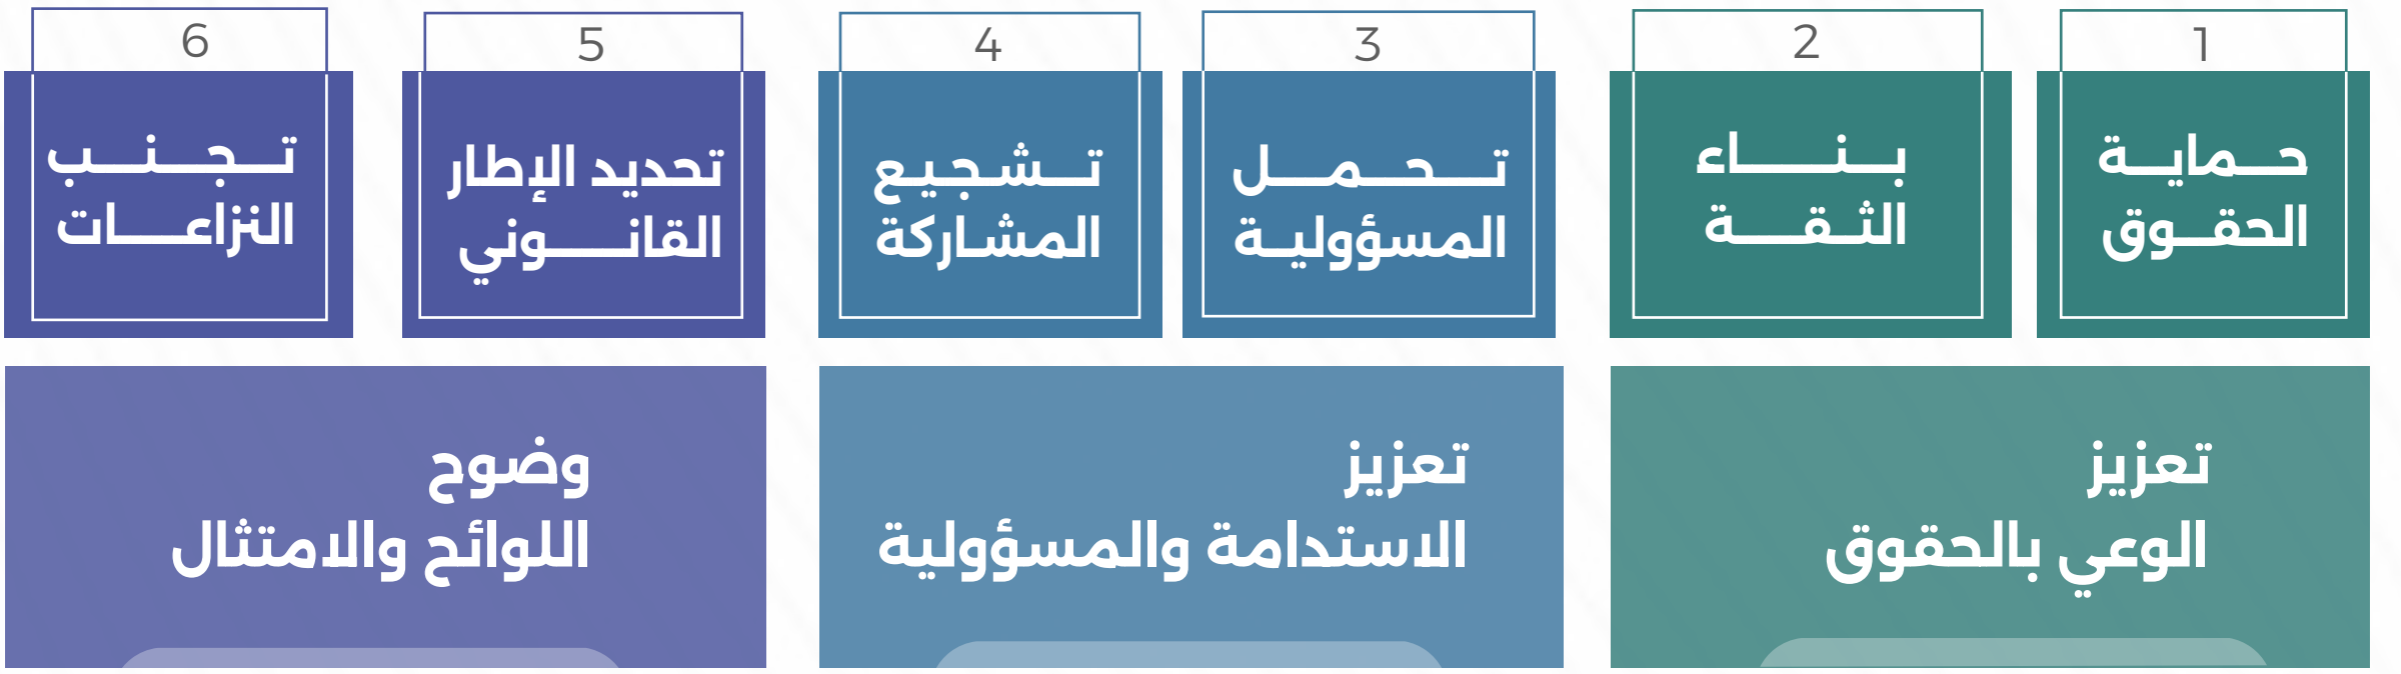 1
حماية
الحقوق
2
بناء
الثقة
3
تحمل
المسؤولية
4
تشجيع
المشاركة
5
تحديد الإطار
القانوني
6
تجنب
النزاعات
تعزيز
الوعي بالحقوق
تعزيز
الاستدامة والمسؤولية
وضوح
اللوائح والامتثال